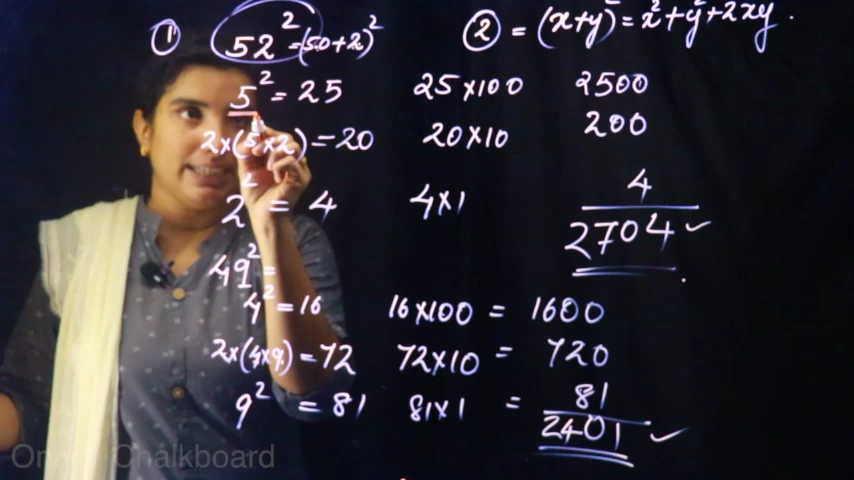 ① 52² = (50+2)² ② = (x+y)² = x²+y²+2xy.
5² = 25 25×100 2500
2×(5×2) = 20 20×10 200
2² = 4 4×1 4
2704 ✓
49² =
4² = 16 16×100 = 1600
2×(4×9) = 72 72×10 = 720
9² = 81 81×1 = 81
2401 ✓
Chalkboard